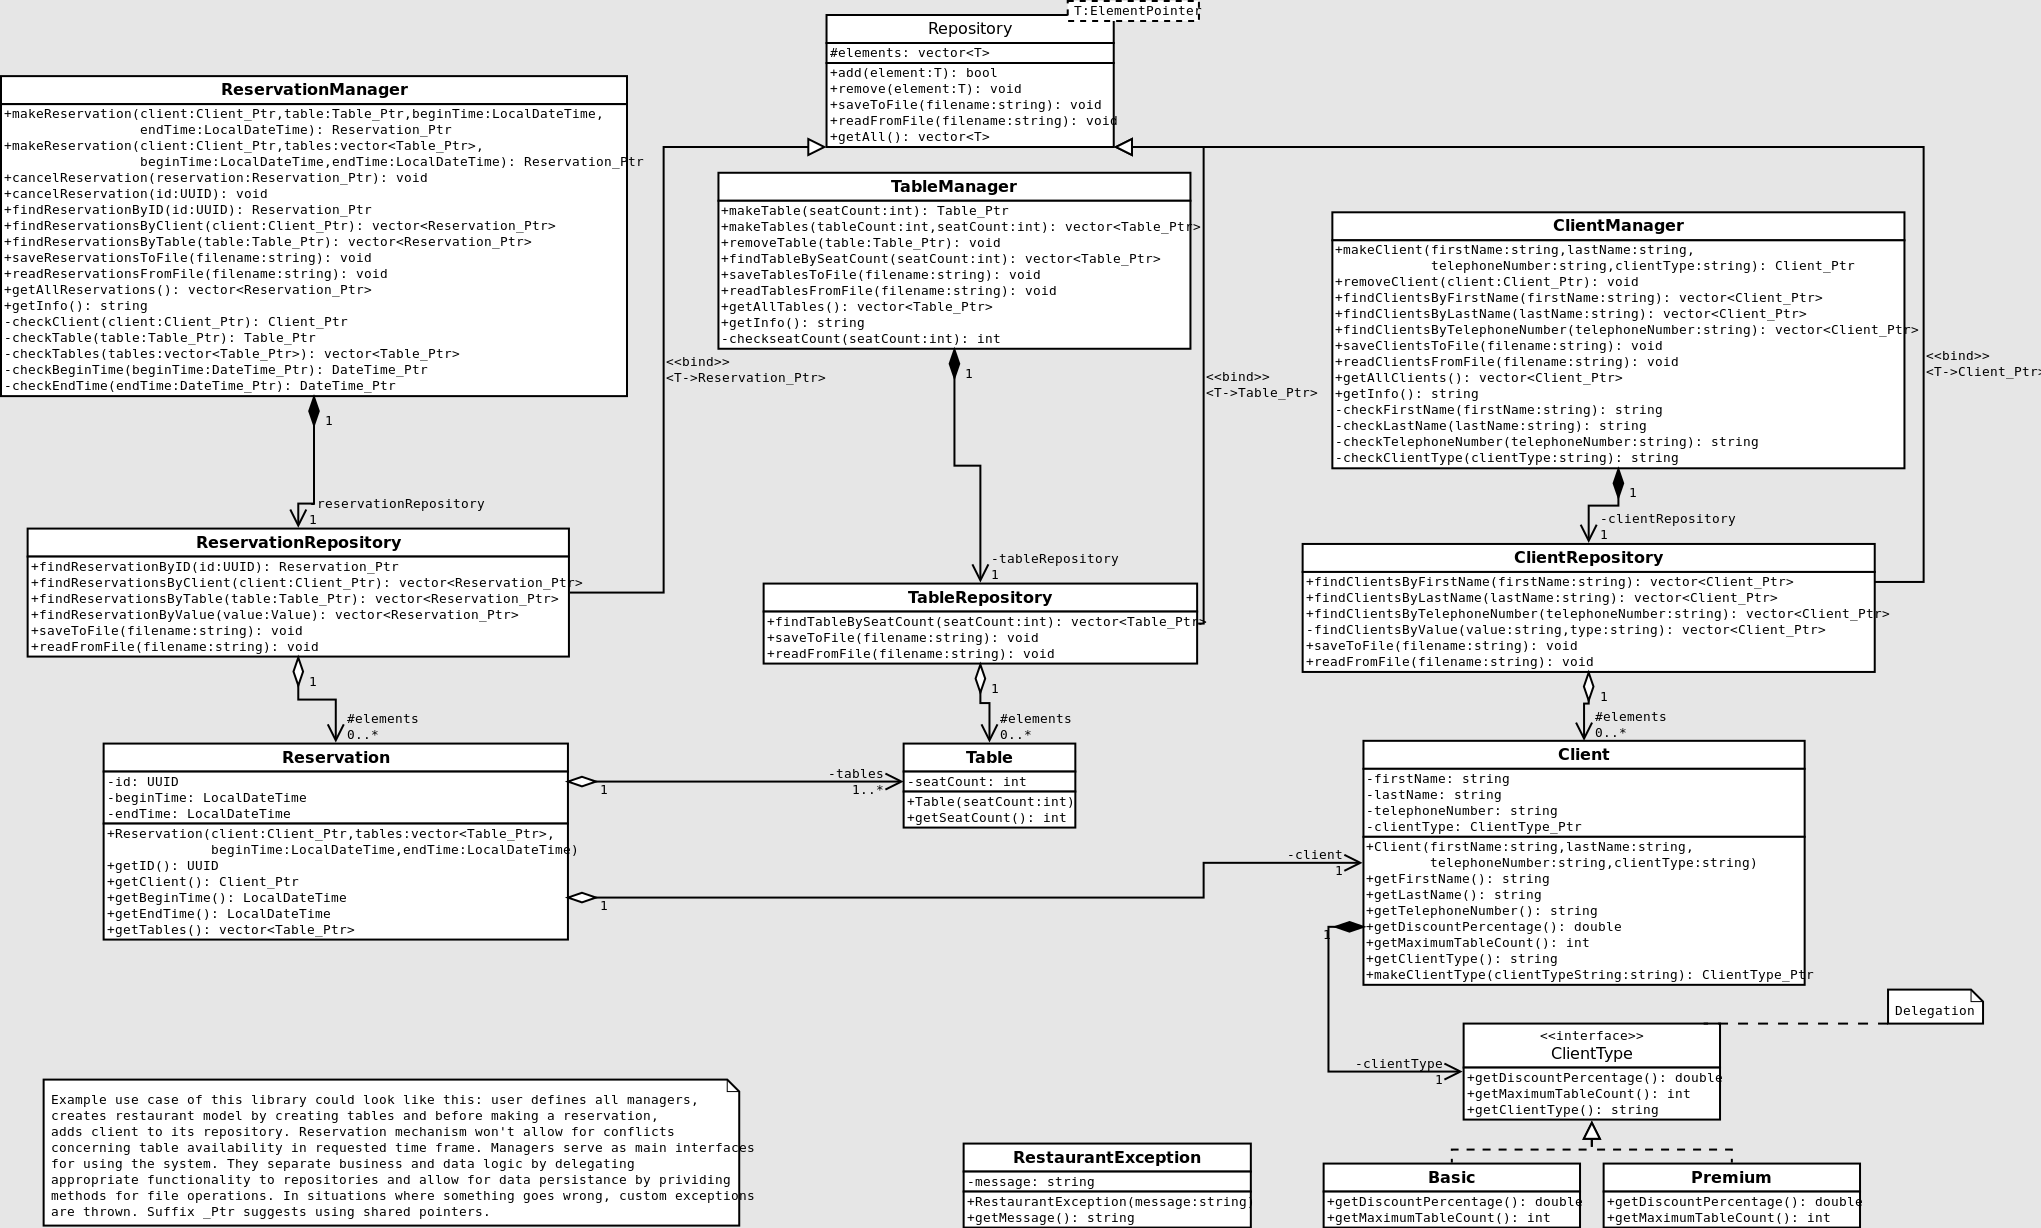 T:ElementPointer
Repository
#elements: vector<T>
+add(element:T): bool
+remove(element:T): void
+saveToFile(filename:string): void
+readFromFile(filename:string): void
+getAll(): vector<T>
ReservationManager
+makeReservation(client:Client_Ptr,table:Table_Ptr,beginTime:LocalDateTime,
endTime:LocalDateTime): Reservation_Ptr
+makeReservation(client:Client_Ptr,tables:vector<Table_Ptr>,
beginTime:LocalDateTime,endTime:LocalDateTime): Reservation_Ptr
+cancelReservation(reservation:Reservation_Ptr): void
+cancelReservation(id:UUID): void
+findReservationByID(id:UUID): Reservation_Ptr
+findReservationsByClient(client:Client_Ptr): vector<Reservation_Ptr>
+findReservationsByTable(table:Table_Ptr): vector<Reservation_Ptr>
+saveReservationsToFile(filename:string): void
+readReservationsFromFile(filename:string): void
+getAllReservations(): vector<Reservation_Ptr>
+getInfo(): string
-checkClient(client:Client_Ptr): Client_Ptr
-checkTable(table:Table_Ptr): Table_Ptr
-checkTables(tables:vector<Table_Ptr>): vector<Table_Ptr>
-checkBeginTime(beginTime:DateTime_Ptr): DateTime_Ptr
-checkEndTime(endTime:DateTime_Ptr): DateTime_Ptr
1
-reservationRepository
1
<<bind>>
<T->Reservation_Ptr>
TableManager
+makeTable(seatCount:int): Table_Ptr
+makeTables(tableCount:int,seatCount:int): vector<Table_Ptr>
+removeTable(table:Table_Ptr): void
+findTableBySeatCount(seatCount:int): vector<Table_Ptr>
+saveTablesToFile(filename:string): void
+readTablesFromFile(filename:string): void
+getAllTables(): vector<Table_Ptr>
+getInfo(): string
-checkseatCount(seatCount:int): int
1
-tableRepository
1
<<bind>>
<T->Table_Ptr>
ClientManager
+makeClient(firstName:string,lastName:string,
telephoneNumber:string,clientType:string): Client_Ptr
+removeClient(client:Client_Ptr): void
+findClientsByFirstName(firstName:string): vector<Client_Ptr>
+findClientsByLastName(lastName:string): vector<Client_Ptr>
+findClientsByTelephoneNumber(telephoneNumber:string): vector<Client_Ptr>
+saveClientsToFile(filename:string): void
+readClientsFromFile(filename:string): void
+getAllClients(): vector<Client_Ptr>
+getInfo(): string
-checkFirstName(firstName:string): string
-checkLastName(lastName:string): string
-checkTelephoneNumber(telephoneNumber:string): string
-checkClientType(clientType:string): string
1
-clientRepository
1
<<bind>>
<T->Client_Ptr>
ReservationRepository
+findReservationByID(id:UUID): Reservation_Ptr
+findReservationsByClient(client:Client_Ptr): vector<Reservation_Ptr>
+findReservationsByTable(table:Table_Ptr): vector<Reservation_Ptr>
+findReservationByValue(value:Value): vector<Reservation_Ptr>
+saveToFile(filename:string): void
+readFromFile(filename:string): void
1
#elements
0..*
TableRepository
+findTableBySeatCount(seatCount:int): vector<Table_Ptr>
+saveToFile(filename:string): void
+readFromFile(filename:string): void
1
#elements
0..*
ClientRepository
+findClientsByFirstName(firstName:string): vector<Client_Ptr>
+findClientsByLastName(lastName:string): vector<Client_Ptr>
+findClientsByTelephoneNumber(telephoneNumber:string): vector<Client_Ptr>
-findClientsByValue(value:string,type:string): vector<Client_Ptr>
+saveToFile(filename:string): void
+readFromFile(filename:string): void
1
#elements
0..*
Reservation
-id: UUID
-beginTime: LocalDateTime
-endTime: LocalDateTime
+Reservation(client:Client_Ptr,tables:vector<Table_Ptr>,
beginTime:LocalDateTime,endTime:LocalDateTime)
+getID(): UUID
+getClient(): Client_Ptr
+getBeginTime(): LocalDateTime
+getEndTime(): LocalDateTime
+getTables(): vector<Table_Ptr>
1
-tables
1..*
1
-client
1
Table
-seatCount: int
+Table(seatCount:int)
+getSeatCount(): int
Client
-firstName: string
-lastName: string
-telephoneNumber: string
-clientType: ClientType_Ptr
+Client(firstName:string,lastName:string,
telephoneNumber:string,clientType:string)
+getFirstName(): string
+getLastName(): string
+getTelephoneNumber(): string
+getDiscountPercentage(): double
+getMaximumTableCount(): int
+getClientType(): string
+makeClientType(clientTypeString:string): ClientType_Ptr
1
-clientType
1
Delegation
<<interface>>
ClientType
+getDiscountPercentage(): double
+getMaximumTableCount(): int
+getClientType(): string
Example use case of this library could look like this: user defines all managers,
creates restaurant model by creating tables and before making a reservation,
adds client to its repository. Reservation mechanism won't allow for conflicts
concerning table availability in requested time frame. Managers serve as main interfaces
for using the system. They separate business and data logic by delegating
appropriate functionality to repositories and allow for data persistance by prividing
methods for file operations. In situations where something goes wrong, custom exceptions
are thrown. Suffix _Ptr suggests using shared pointers.
RestaurantException
-message: string
+RestaurantException(message:string)
+getMessage(): string
Basic
+getDiscountPercentage(): double
+getMaximumTableCount(): int
Premium
+getDiscountPercentage(): double
+getMaximumTableCount(): int